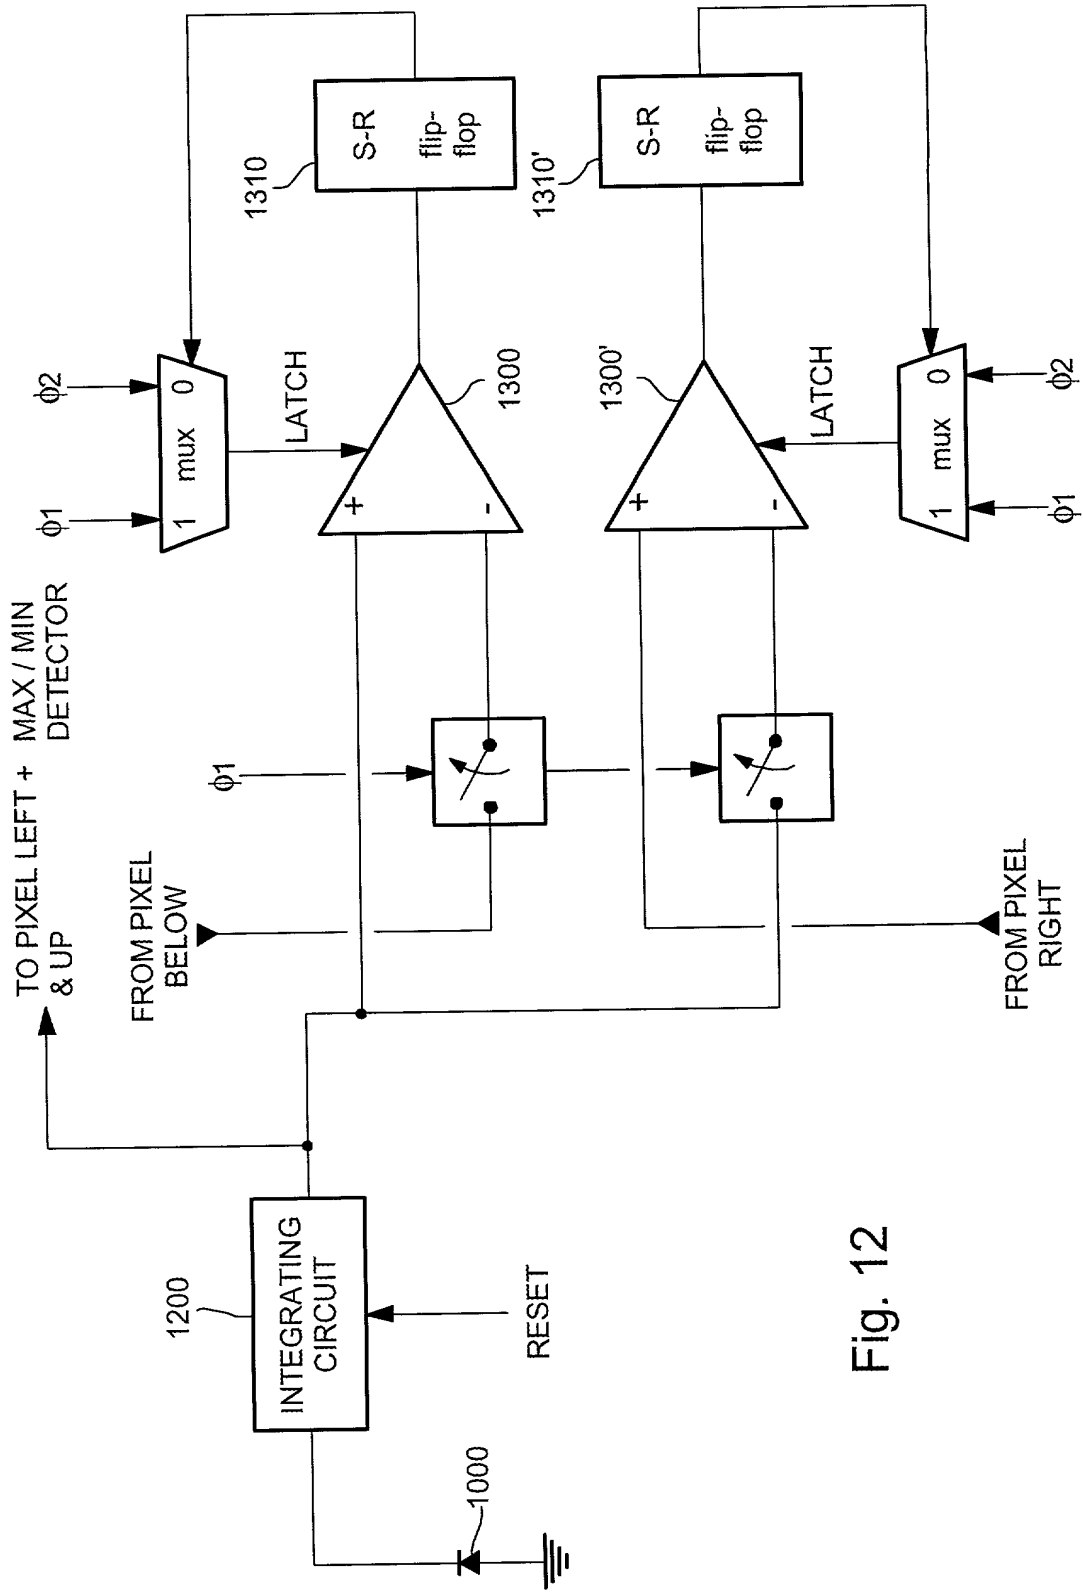 TO PIXEL LEFT +
& UP
MAX / MIN
DETECTOR
ϕ1
ϕ2
1 mux 0
LATCH
1310
S-R
flip-
flop
FROM PIXEL
BELOW
ϕ1
+
-
1300
1200
INTEGRATING
CIRCUIT
RESET
1000
1310'
S-R
flip-
flop
1300'
+
-
LATCH
1 mux 0
ϕ1
ϕ2
FROM PIXEL
RIGHT
Fig. 12